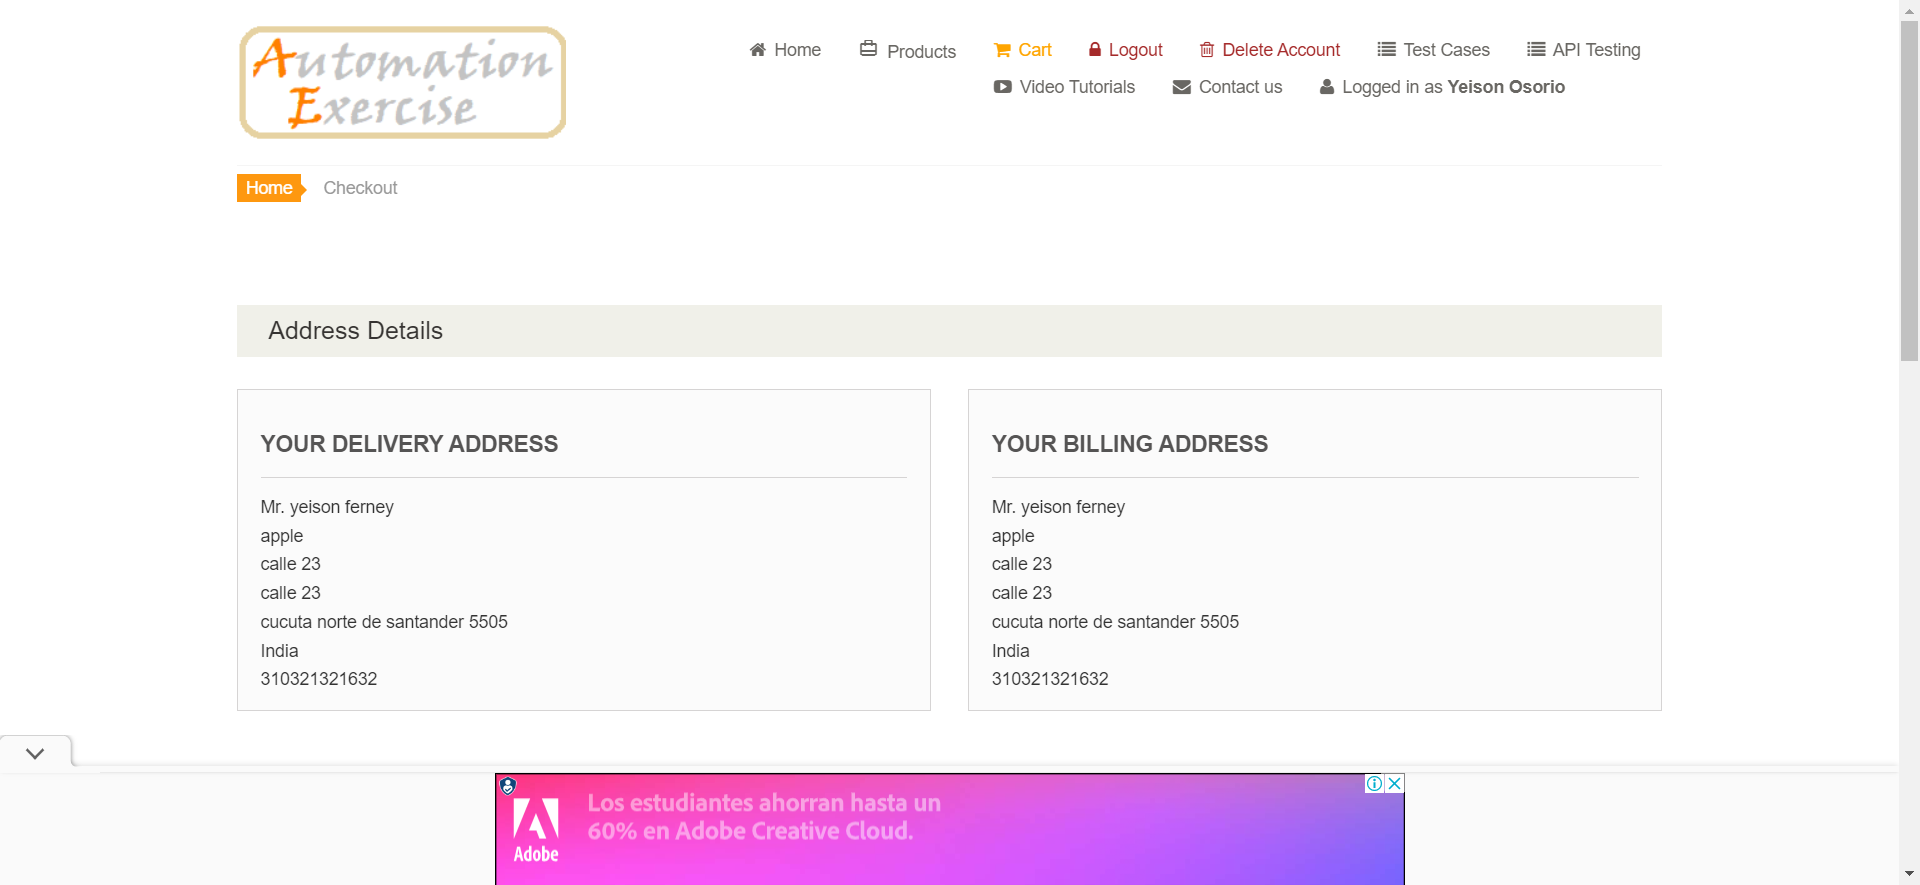 Automation
Exercise
Home
Products
Cart
Logout
Delete Account
Test Cases
API Testing
Video Tutorials
Contact us
Logged in as Yeison Osorio
Home
Checkout
Address Details
YOUR DELIVERY ADDRESS
Mr. yeison ferney
apple
calle 23
calle 23
cucuta norte de santander 5505
India
310321321632
YOUR BILLING ADDRESS
Mr. yeison ferney
apple
calle 23
calle 23
cucuta norte de santander 5505
India
310321321632
Adobe
Los estudiantes ahorran hasta un
60% en Adobe Creative Cloud.